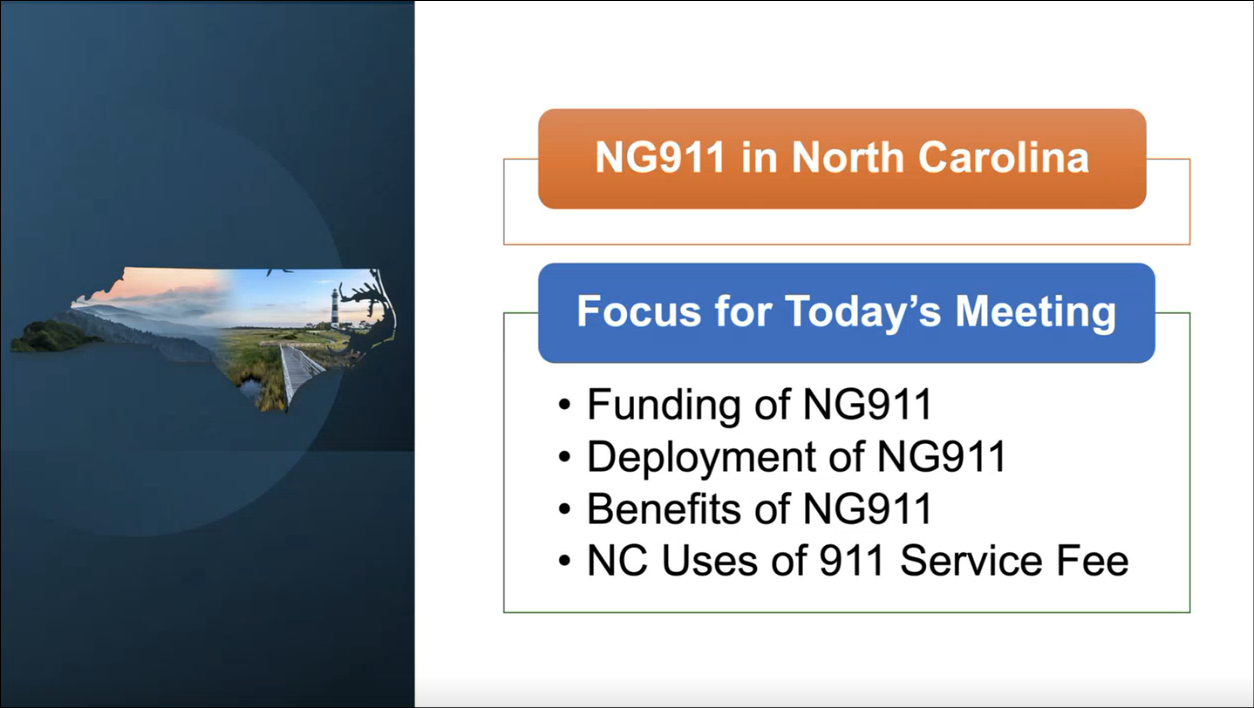 NG911 in North Carolina
Focus for Today’s Meeting
• Funding of NG911
• Deployment of NG911
• Benefits of NG911
• NC Uses of 911 Service Fee